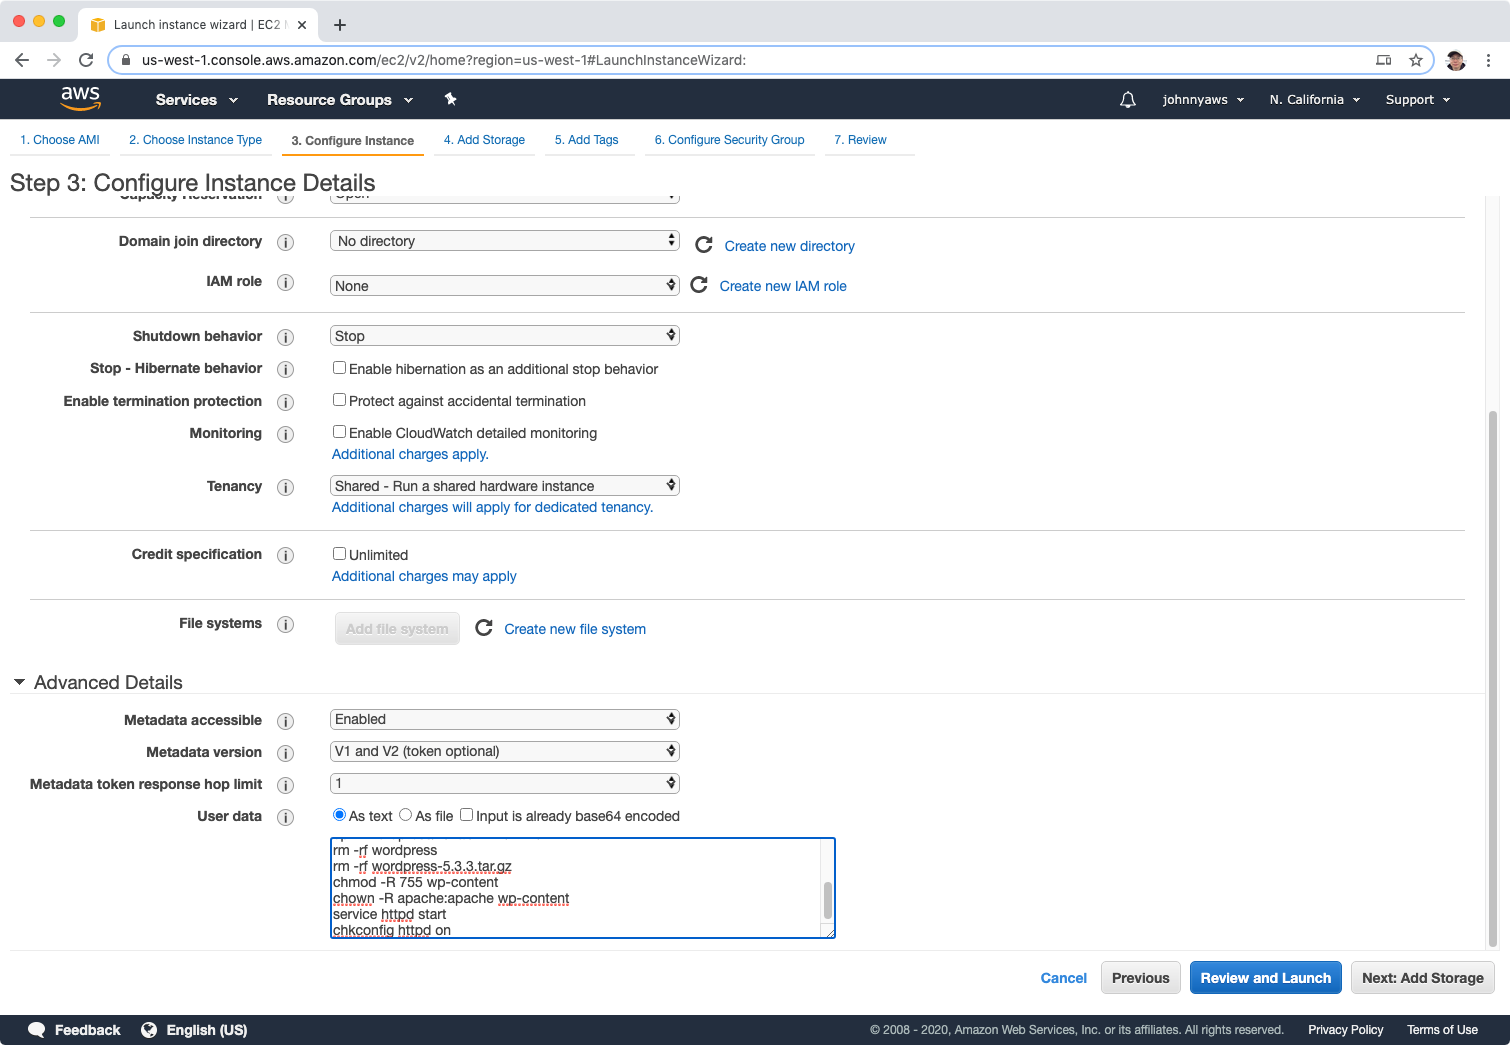 Launch instance wizard | EC2
us-west-1.console.aws.amazon.com/ec2/v2/home?region=us-west-1#LaunchInstanceWizard:
aws
Services
Resource Groups
johnnyaws
N. California
Support
1. Choose AMI
2. Choose Instance Type
3. Configure Instance
4. Add Storage
5. Add Tags
6. Configure Security Group
7. Review
Step 3: Configure Instance Details
Capacity Reservation
Open
Domain join directory
No directory
Create new directory
IAM role
None
Create new IAM role
Shutdown behavior
Stop
Stop - Hibernate behavior
Enable hibernation as an additional stop behavior
Enable termination protection
Protect against accidental termination
Monitoring
Enable CloudWatch detailed monitoring
Additional charges apply.
Tenancy
Shared - Run a shared hardware instance
Additional charges will apply for dedicated tenancy.
Credit specification
Unlimited
Additional charges may apply
File systems
Add file system
Create new file system
Advanced Details
Metadata accessible
Enabled
Metadata version
V1 and V2 (token optional)
Metadata token response hop limit
1
User data
As text
As file
Input is already base64 encoded
rm -rf wordpress
rm -rf wordpress-5.3.3.tar.gz
chmod -R 755 wp-content
chown -R apache:apache wp-content
service httpd start
chkconfig httpd on
Cancel
Previous
Review and Launch
Next: Add Storage
Feedback
English (US)
© 2008 - 2020, Amazon Web Services, Inc. or its affiliates. All rights reserved.
Privacy Policy
Terms of Use